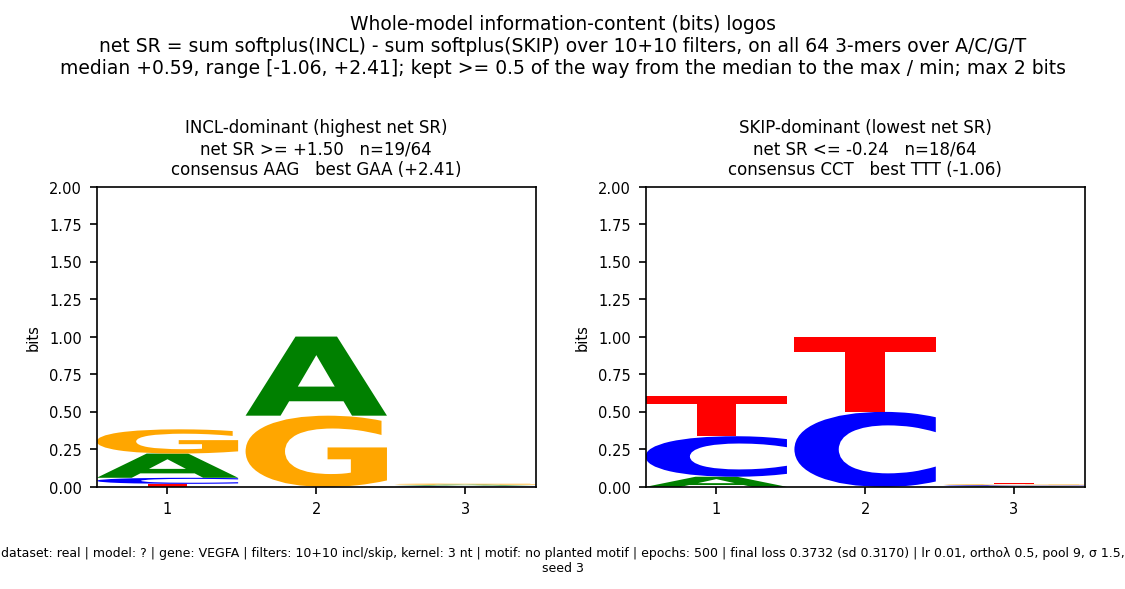 Whole-model information-content (bits) logos
net SR = sum softplus(INCL) - sum softplus(SKIP) over 10+10 filters, on all 64 3-mers over A/C/G/T
median +0.59, range [-1.06, +2.41]; kept >= 0.5 of the way from the median to the max / min; max 2 bits
INCL-dominant (highest net SR)
net SR >= +1.50   n=19/64
consensus AAG   best GAA (+2.41)
2.00
1.75
1.50
1.25
1.00
0.75
0.50
0.25
0.00
bits
G
A
C
T
A
G
1
2
3
SKIP-dominant (lowest net SR)
net SR <= -0.24   n=18/64
consensus CCT   best TTT (-1.06)
2.00
1.75
1.50
1.25
1.00
0.75
0.50
0.25
0.00
bits
T
C
A
T
C
1
2
3
dataset: real | model: ? | gene: VEGFA | filters: 10+10 incl/skip, kernel: 3 nt | motif: no planted motif | epochs: 500 | final loss 0.3732 (sd 0.3170) | lr 0.01, orthoλ 0.5, pool 9, σ 1.5,
seed 3